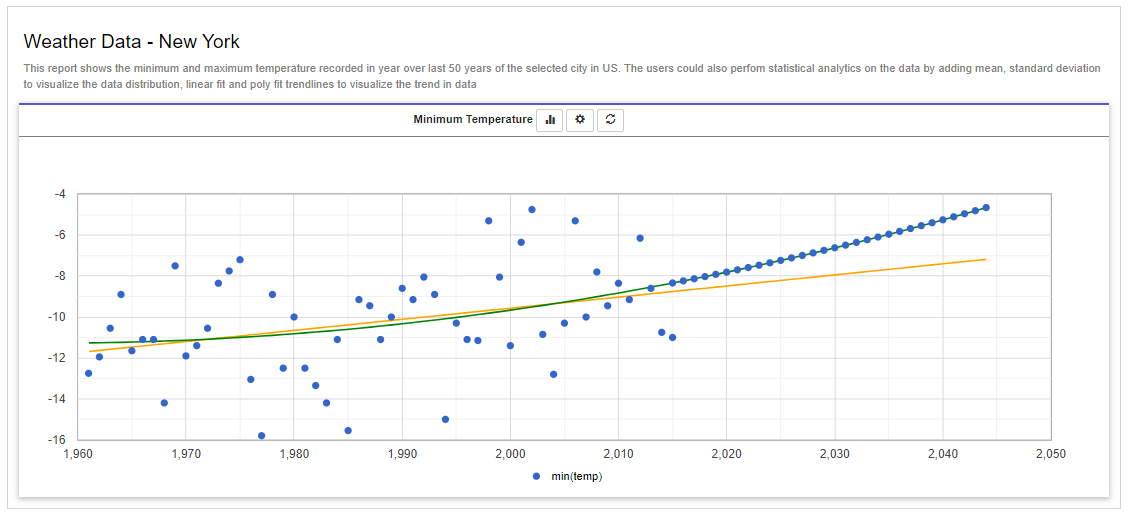 Weather Data - New York
This report shows the minimum and maximum temperature recorded in year over last 50 years of the selected city in US. The users could also perfom statistical analytics on the data by adding mean, standard deviation
to visualize the data distribution, linear fit and poly fit trendlines to visualize the trend in data
Minimum Temperature
-4
-6
-8
-10
-12
-14
-16
1,960 1,970 1,980 1,990 2,000 2,010 2,020 2,030 2,040 2,050
min(temp)